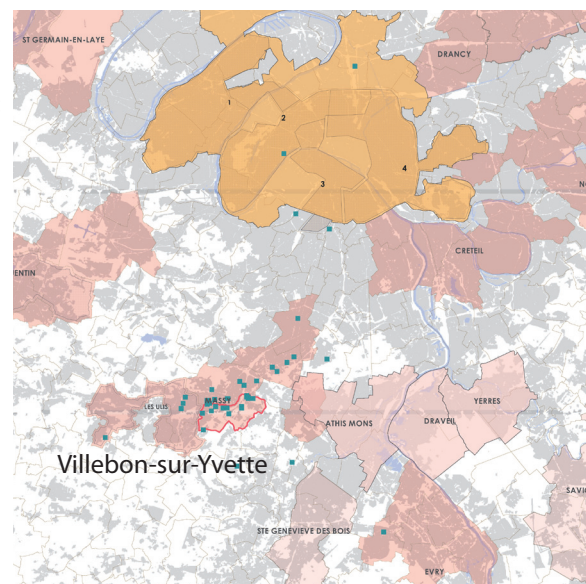 ST GERMAIN-EN-LAYE
DRANCY
1
2
3
4
N
CRETEIL
ENTIN
MASSY
LES ULIS
ATHIS MONS
DRAVEIL
YERRES
Villebon-sur-Yvette
SAVIG
STE GENEVIEVE DES BOIS
EVRY